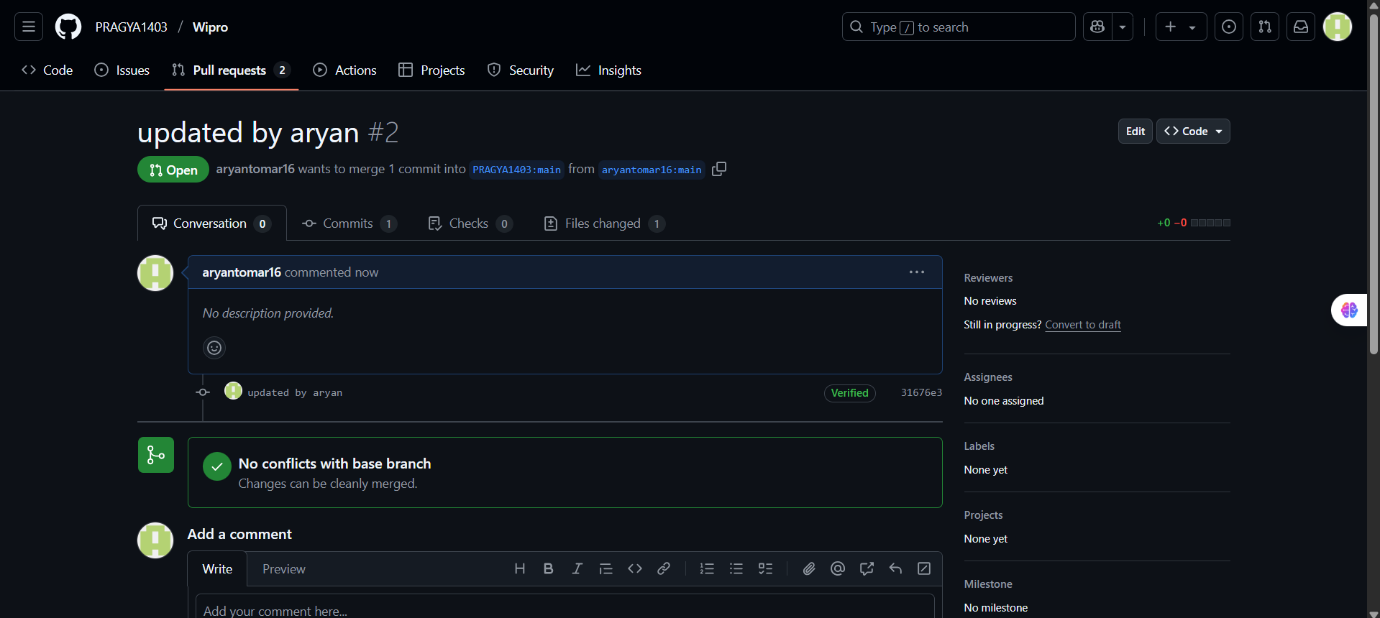 PRAGYA1403 / Wipro
Type / to search
Code Issues Pull requests 2 Actions Projects Security Insights
updated by aryan #2
Edit
Code
Open
aryantomar16 wants to merge 1 commit into PRAGYA1403:main from aryantomar16:main
Conversation 0
Commits 1
Checks 0
Files changed 1
+0 −0
aryantomar16 commented now
No description provided.
updated by aryan
Verified
31676e3
No conflicts with base branch
Changes can be cleanly merged.
Add a comment
Write
Preview
Add your comment here...
Reviewers
No reviews
Still in progress? Convert to draft
Assignees
No one assigned
Labels
None yet
Projects
None yet
Milestone
No milestone